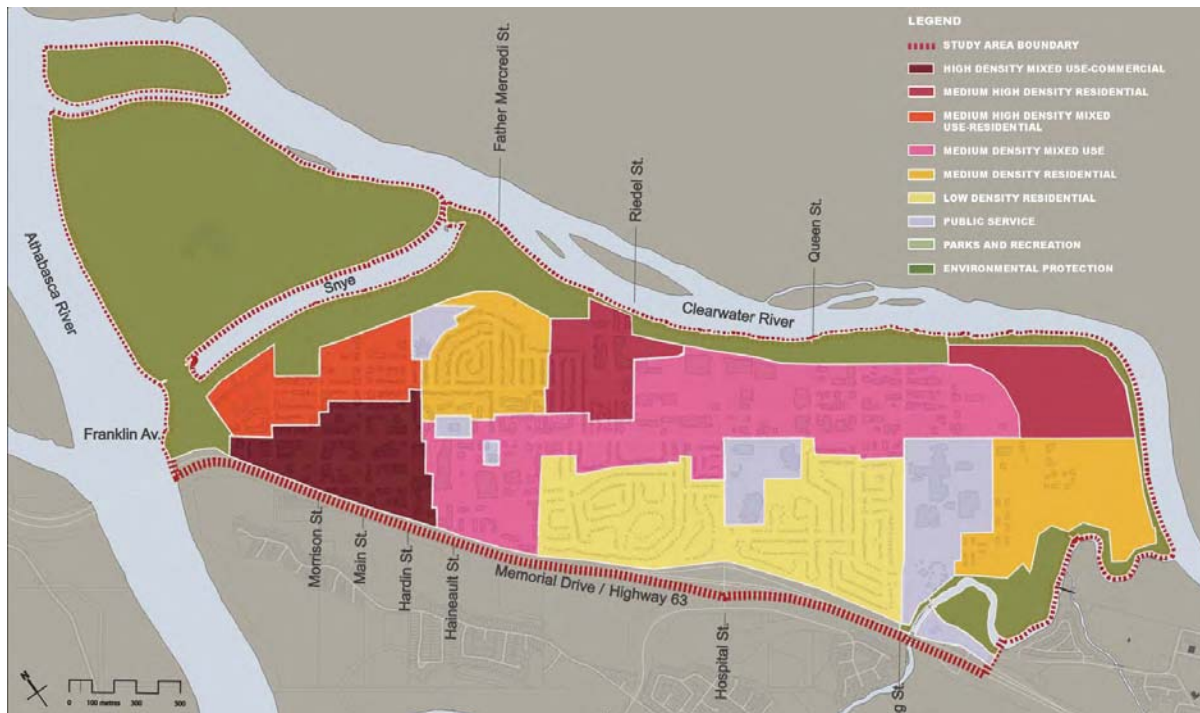 LEGEND
STUDY AREA BOUNDARY
HIGH DENSITY MIXED USE-COMMERCIAL
MEDIUM HIGH DENSITY RESIDENTIAL
MEDIUM HIGH DENSITY MIXED
USE-RESIDENTIAL
MEDIUM DENSITY MIXED USE
MEDIUM DENSITY RESIDENTIAL
LOW DENSITY RESIDENTIAL
PUBLIC SERVICE
PARKS AND RECREATION
ENVIRONMENTAL PROTECTION
Father Mercredi St.
Riedel St.
Queen St.
Athabasca River
Snye
Clearwater River
Franklin Av.
Morrison St.
Main St.
Hardin St.
Haineault St.
Memorial Drive / Highway 63
Hospital St.
g St.
N
0 100 metres 300 500